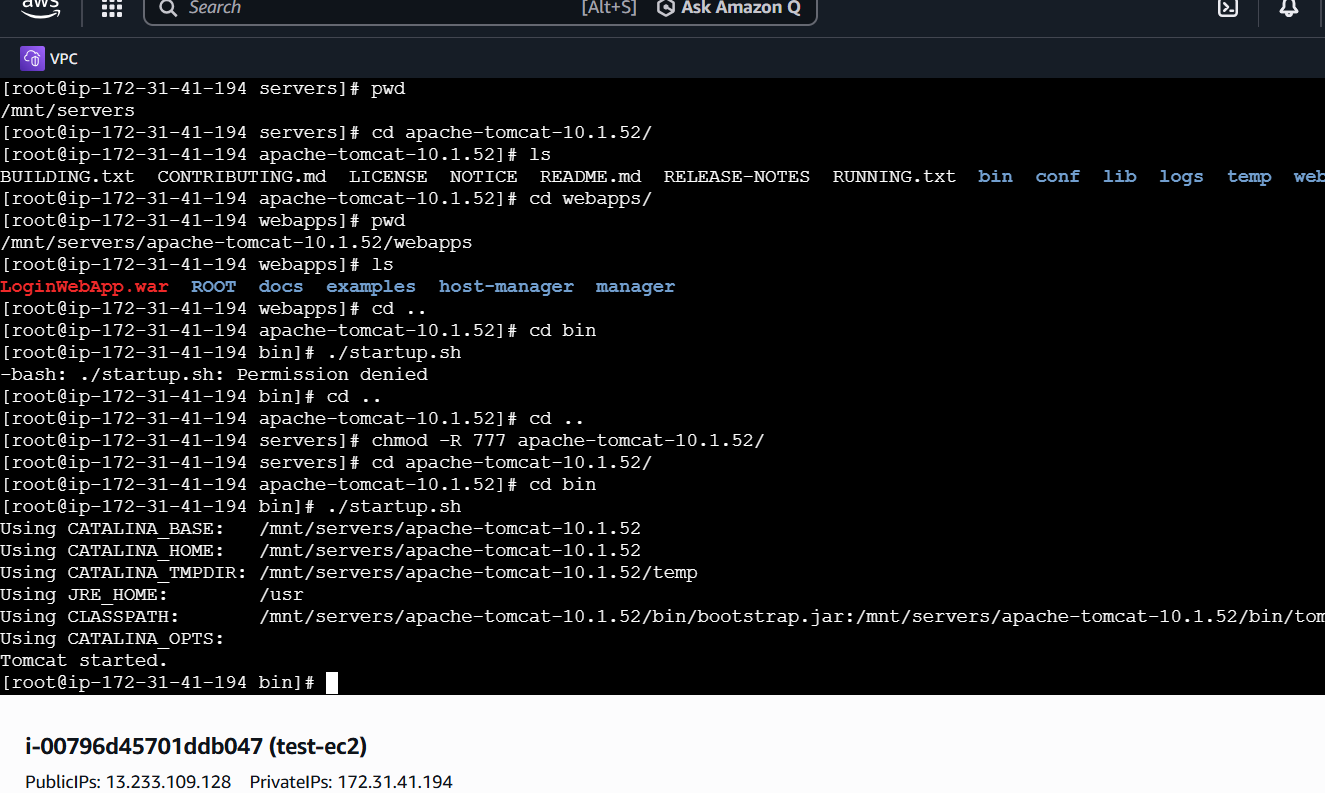 aws Search [Alt+S] Ask Amazon Q
VPC
[root@ip-172-31-41-194 servers]# pwd
/mnt/servers
[root@ip-172-31-41-194 servers]# cd apache-tomcat-10.1.52/
[root@ip-172-31-41-194 apache-tomcat-10.1.52]# ls
BUILDING.txt  CONTRIBUTING.md  LICENSE  NOTICE  README.md  RELEASE-NOTES  RUNNING.txt  bin  conf  lib  logs  temp  web
[root@ip-172-31-41-194 apache-tomcat-10.1.52]# cd webapps/
[root@ip-172-31-41-194 webapps]# pwd
/mnt/servers/apache-tomcat-10.1.52/webapps
[root@ip-172-31-41-194 webapps]# ls
LoginWebApp.war  ROOT  docs  examples  host-manager  manager
[root@ip-172-31-41-194 webapps]# cd ..
[root@ip-172-31-41-194 apache-tomcat-10.1.52]# cd bin
[root@ip-172-31-41-194 bin]# ./startup.sh
-bash: ./startup.sh: Permission denied
[root@ip-172-31-41-194 bin]# cd ..
[root@ip-172-31-41-194 apache-tomcat-10.1.52]# cd ..
[root@ip-172-31-41-194 servers]# chmod -R 777 apache-tomcat-10.1.52/
[root@ip-172-31-41-194 servers]# cd apache-tomcat-10.1.52/
[root@ip-172-31-41-194 apache-tomcat-10.1.52]# cd bin
[root@ip-172-31-41-194 bin]# ./startup.sh
Using CATALINA_BASE:   /mnt/servers/apache-tomcat-10.1.52
Using CATALINA_HOME:   /mnt/servers/apache-tomcat-10.1.52
Using CATALINA_TMPDIR: /mnt/servers/apache-tomcat-10.1.52/temp
Using JRE_HOME:        /usr
Using CLASSPATH:       /mnt/servers/apache-tomcat-10.1.52/bin/bootstrap.jar:/mnt/servers/apache-tomcat-10.1.52/bin/tom
Using CATALINA_OPTS:
Tomcat started.
[root@ip-172-31-41-194 bin]#
i-00796d45701ddb047 (test-ec2)
PublicIPs: 13.233.109.128 PrivateIPs: 172.31.41.194